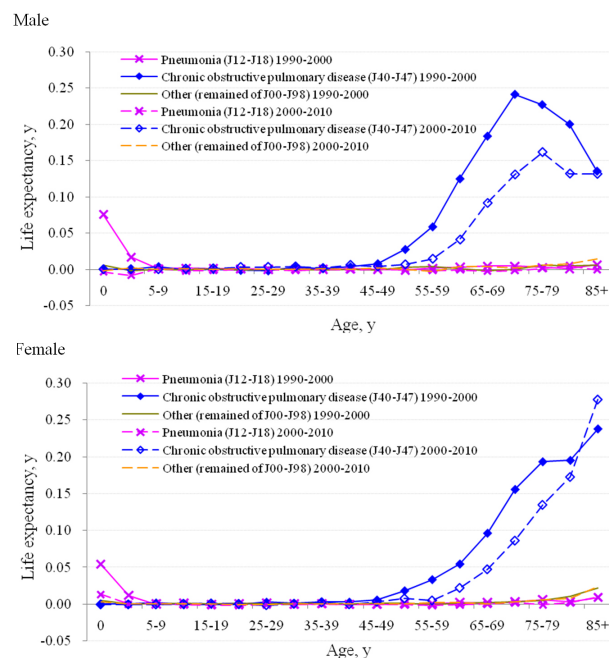 Male
0.30
0.25
0.20
0.15
0.10
0.05
0.00
-0.05
Life expectancy, y
Pneumonia (J12-J18) 1990-2000
Chronic obstructive pulmonary disease (J40-J47) 1990-2000
Other (remained of J00-J98) 1990-2000
Pneumonia (J12-J18) 2000-2010
Chronic obstructive pulmonary disease (J40-J47) 2000-2010
Other (remained of J00-J98) 2000-2010
0 5-9 15-19 25-29 35-39 45-49 55-59 65-69 75-79 85+
Age, y
Female
0.30
0.25
0.20
0.15
0.10
0.05
0.00
-0.05
Life expectancy, y
Pneumonia (J12-J18) 1990-2000
Chronic obstructive pulmonary disease (J40-J47) 1990-2000
Other (remained of J00-J98) 1990-2000
Pneumonia (J12-J18) 2000-2010
Chronic obstructive pulmonary disease (J40-J47) 2000-2010
Other (remained of J00-J98) 2000-2010
0 5-9 15-19 25-29 35-39 45-49 55-59 65-69 75-79 85+
Age, y